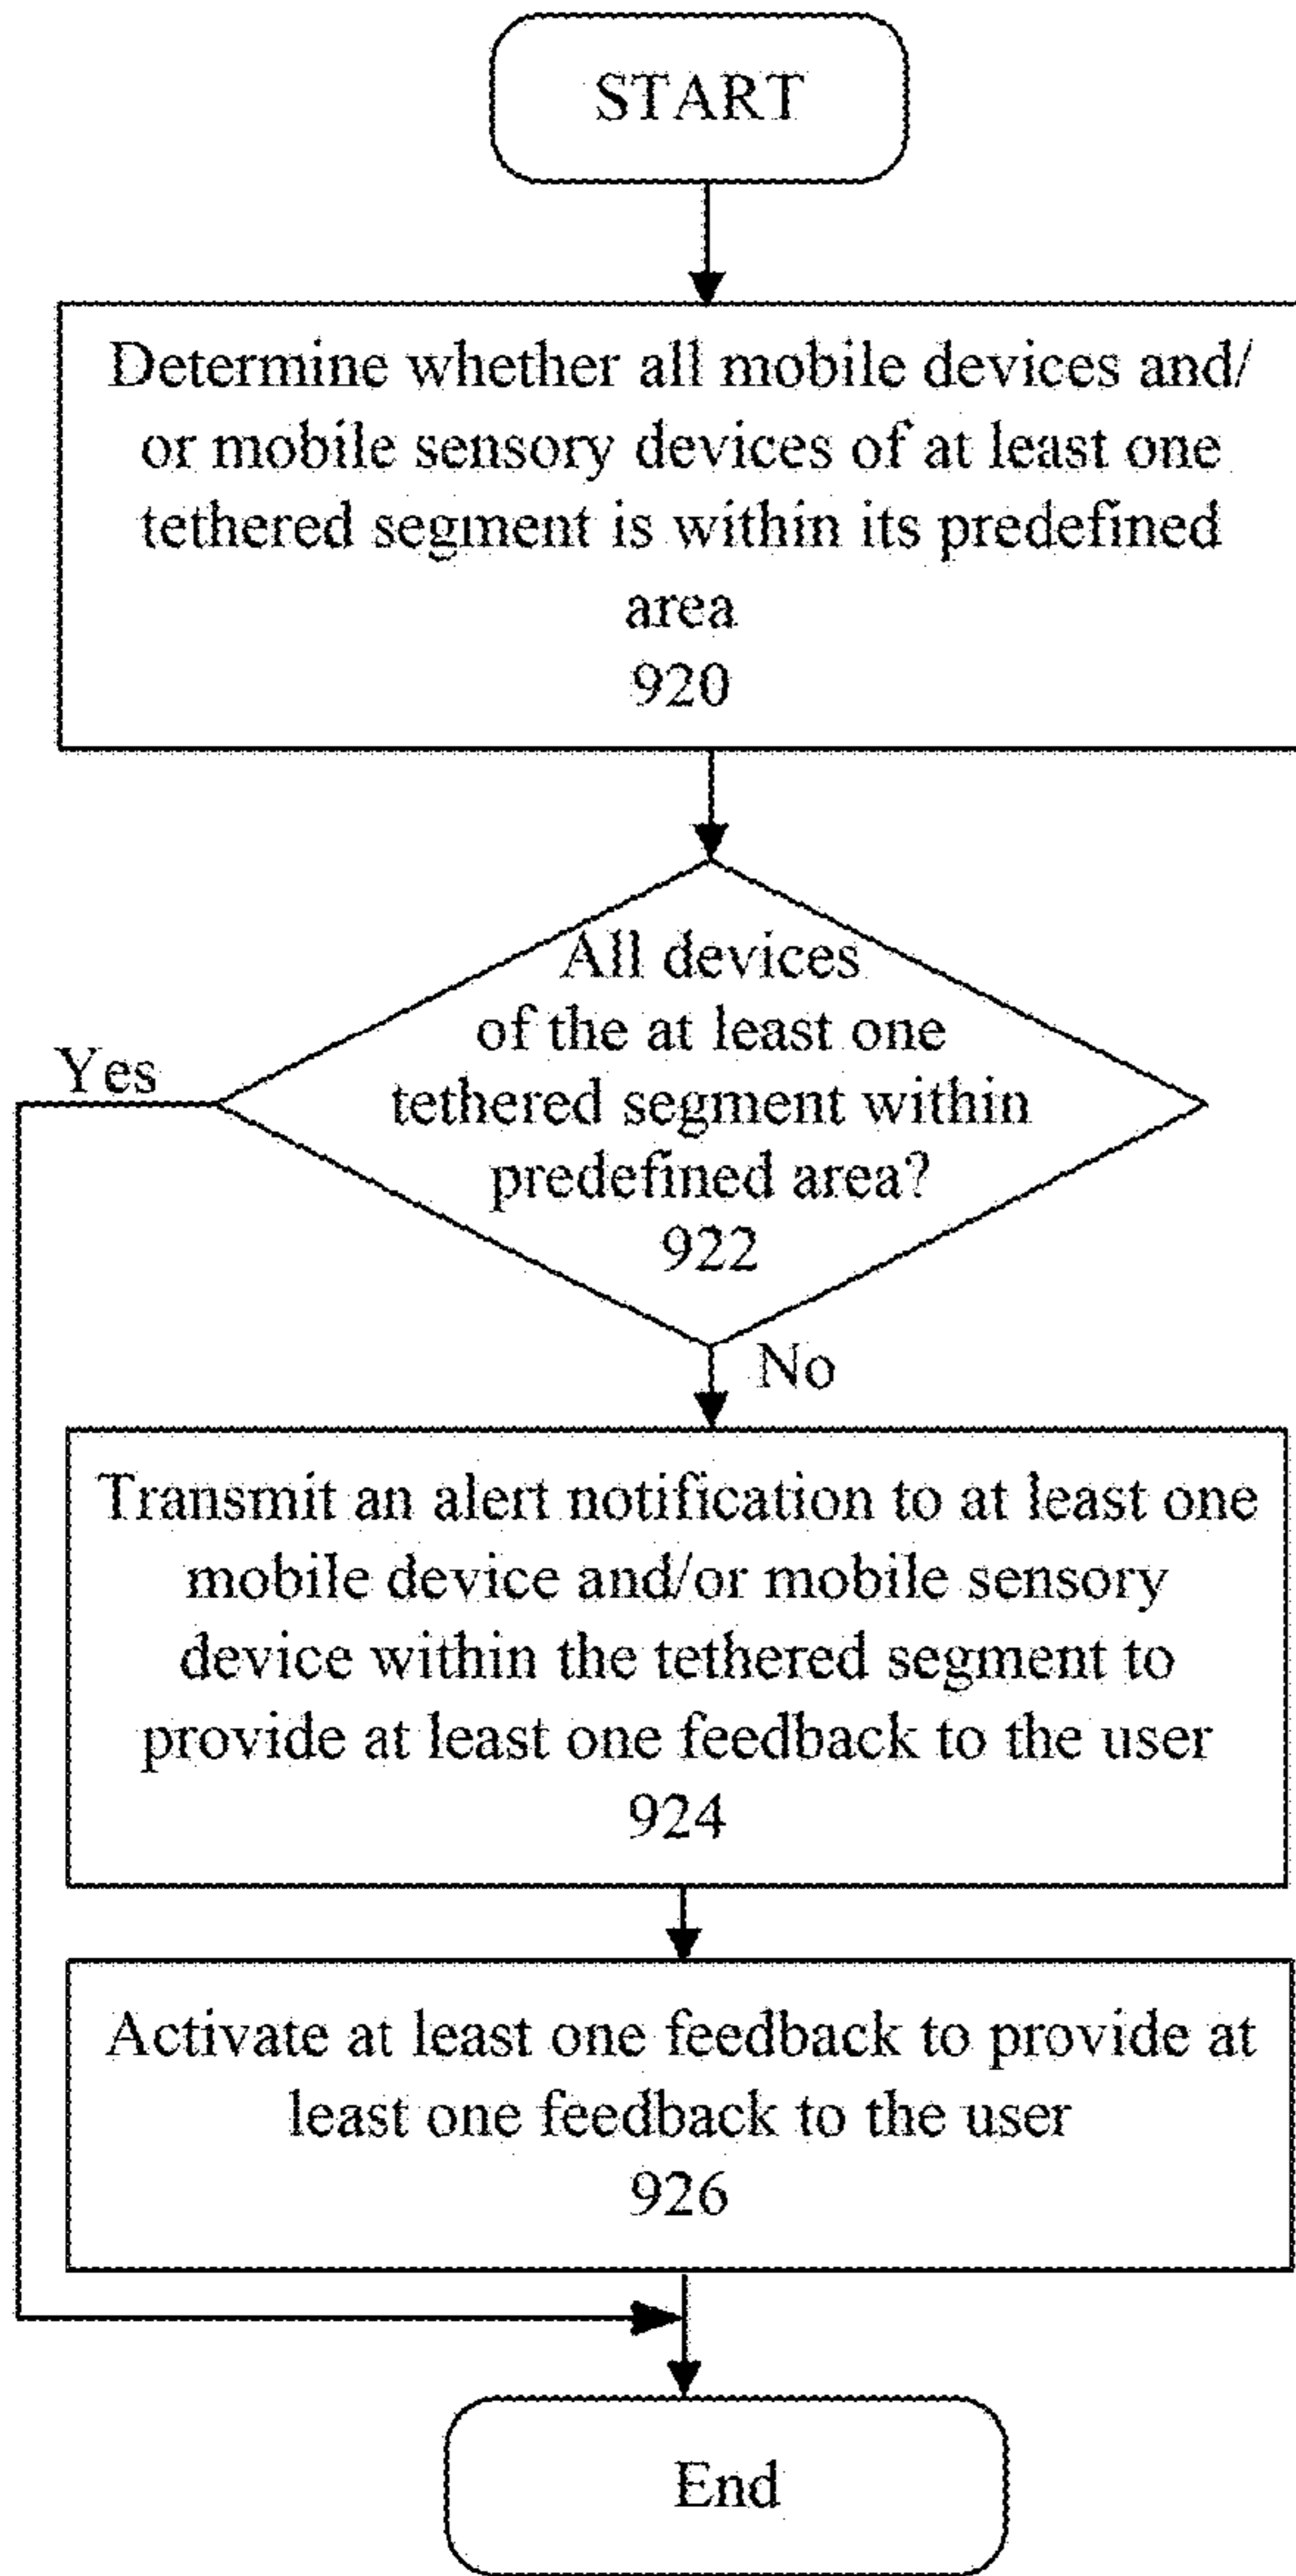 START
Determine whether all mobile devices and/
or mobile sensory devices of at least one
tethered segment is within its predefined
area
920
All devices
of the at least one
tethered segment within
predefined area?
922
Yes
No
Transmit an alert notification to at least one
mobile device and/or mobile sensory
device within the tethered segment to
provide at least one feedback to the user
924
Activate at least one feedback to provide at
least one feedback to the user
926
End